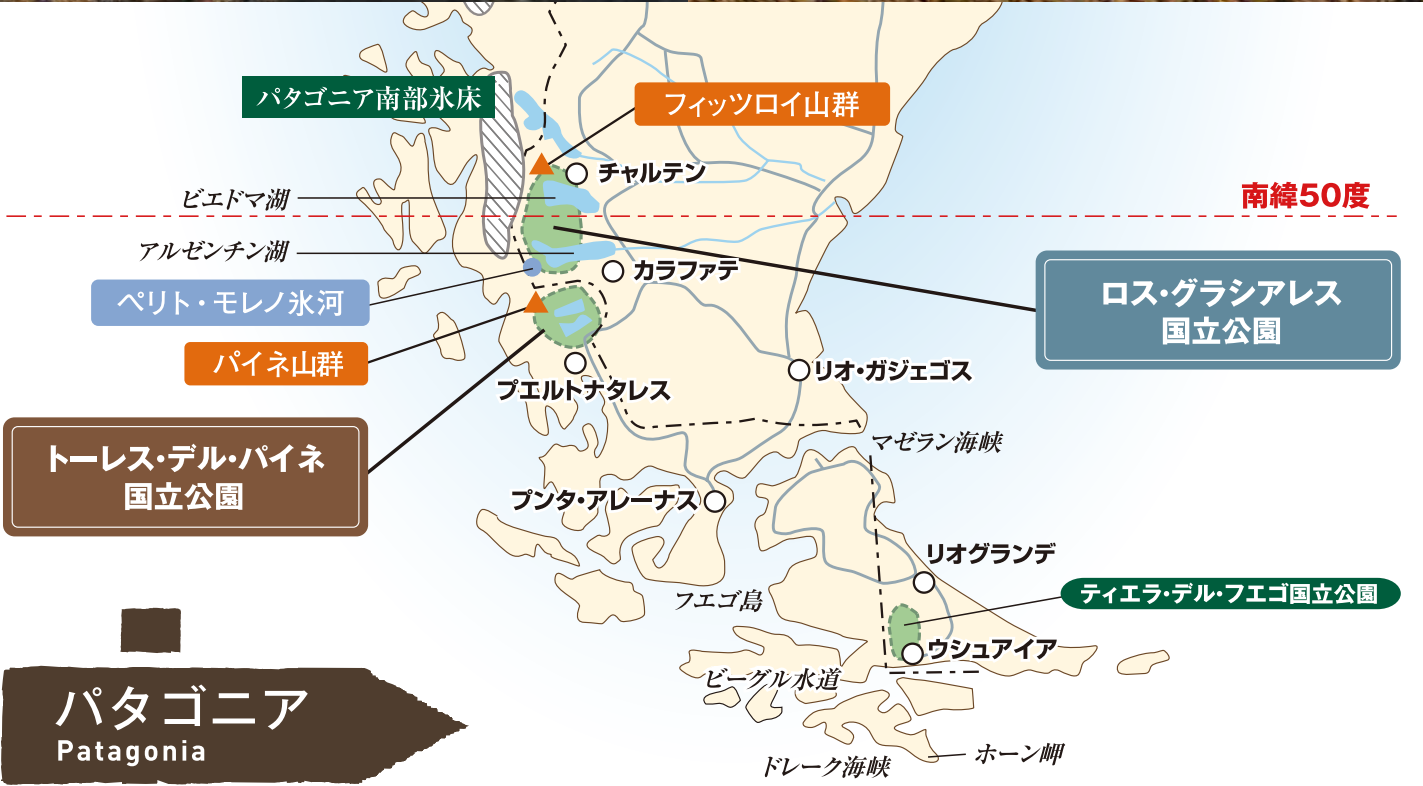 パタゴニア南部氷床
フィッツロイ山群
チャルテン
ビエドマ湖
南緯50度
アルゼンチン湖
カラファテ
ペリト・モレノ氷河
ロス・グラシアレス
国立公園
パイネ山群
リオ・ガジェゴス
プエルトナタレス
マゼラン海峡
トーレス・デル・パイネ
国立公園
プンタ・アレーナス
リオグランデ
フエゴ島
ティエラ・デル・フエゴ国立公園
ウシュアイア
ビーグル水道
パタゴニア
Patagonia
ホーン岬
ドレーク海峡